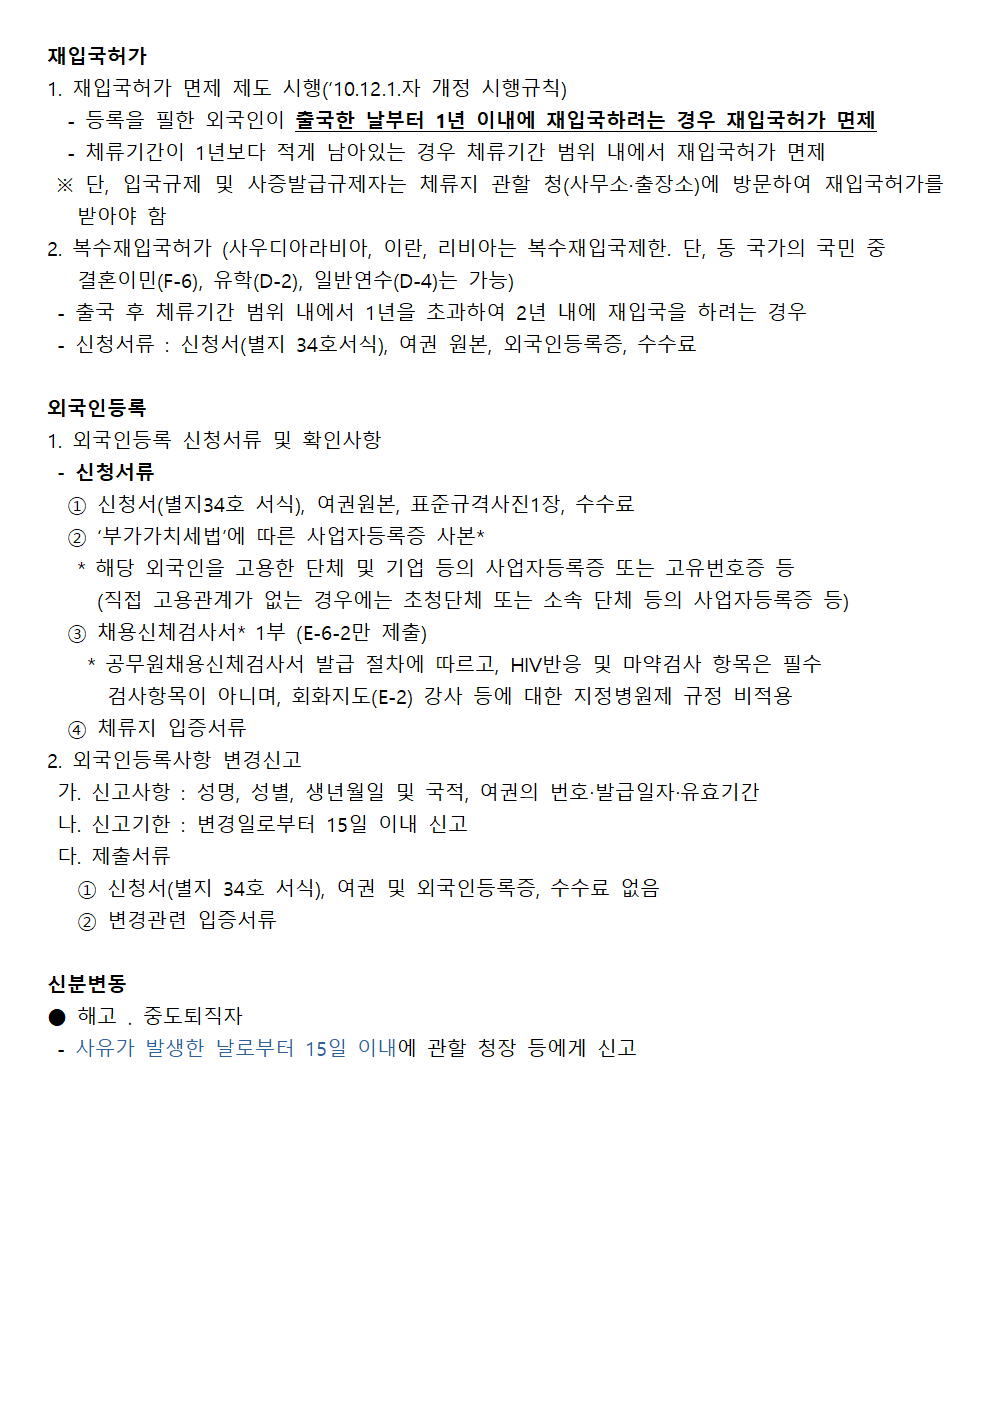 재입국허가
1. 재입국허가 면제 제도 시행(‘10.12.1.자 개정 시행규칙)
- 등록을 필한 외국인이 출국한 날부터 1년 이내에 재입국하려는 경우 재입국허가 면제
- 체류기간이 1년보다 적게 남아있는 경우 체류기간 범위 내에서 재입국허가 면제
※ 단, 입국규제 및 사증발급규제자는 체류지 관할 청(사무소·출장소)에 방문하여 재입국허가를
받아야 함
2. 복수재입국허가 (사우디아라비아, 이란, 리비아는 복수재입국제한. 단, 동 국가의 국민 중
결혼이민(F-6), 유학(D-2), 일반연수(D-4)는 가능)
- 출국 후 체류기간 범위 내에서 1년을 초과하여 2년 내에 재입국을 하려는 경우
- 신청서류 : 신청서(별지 34호서식), 여권 원본, 외국인등록증, 수수료
외국인등록
1. 외국인등록 신청서류 및 확인사항
- 신청서류
① 신청서(별지34호 서식), 여권원본, 표준규격사진1장, 수수료
② ‘부가가치세법’에 따른 사업자등록증 사본*
* 해당 외국인을 고용한 단체 및 기업 등의 사업자등록증 또는 고유번호증 등
(직접 고용관계가 없는 경우에는 초청단체 또는 소속 단체 등의 사업자등록증 등)
③ 채용신체검사서* 1부 (E-6-2만 제출)
* 공무원채용신체검사서 발급 절차에 따르고, HIV반응 및 마약검사 항목은 필수
검사항목이 아니며, 회화지도(E-2) 강사 등에 대한 지정병원제 규정 비적용
④ 체류지 입증서류
2. 외국인등록사항 변경신고
가. 신고사항 : 성명, 성별, 생년월일 및 국적, 여권의 번호·발급일자·유효기간
나. 신고기한 : 변경일로부터 15일 이내 신고
다. 제출서류
① 신청서(별지 34호 서식), 여권 및 외국인등록증, 수수료 없음
② 변경관련 입증서류
신분변동
● 해고 . 중도퇴직자
- 사유가 발생한 날로부터 15일 이내에 관할 청장 등에게 신고